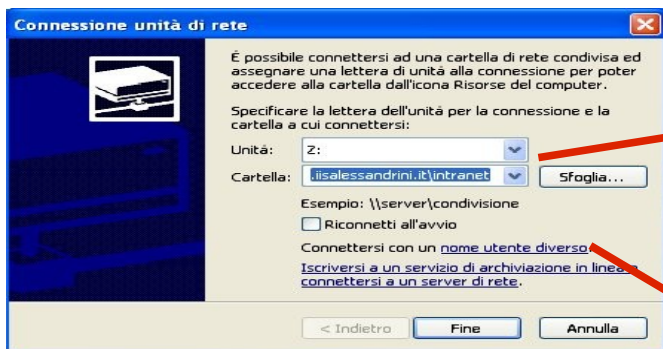 Connessione unità di rete
È possibile connettersi ad una cartella di rete condivisa ed
assegnare una lettera di unità alla connessione per poter
accedere alla cartella dall'icona Risorse del computer.
Specificare la lettera dell'unità per la connessione e la
cartella a cui connettersi:
Unità: Z:
Cartella: .iisalessandrini.it\intranet Sfoglia...
Esempio: \\server\condivisione
Riconnetti all'avvio
Connettersi con un nome utente diverso.
Iscriversi a un servizio di archiviazione in linea o
connettersi a un server di rete.
< Indietro Fine Annulla